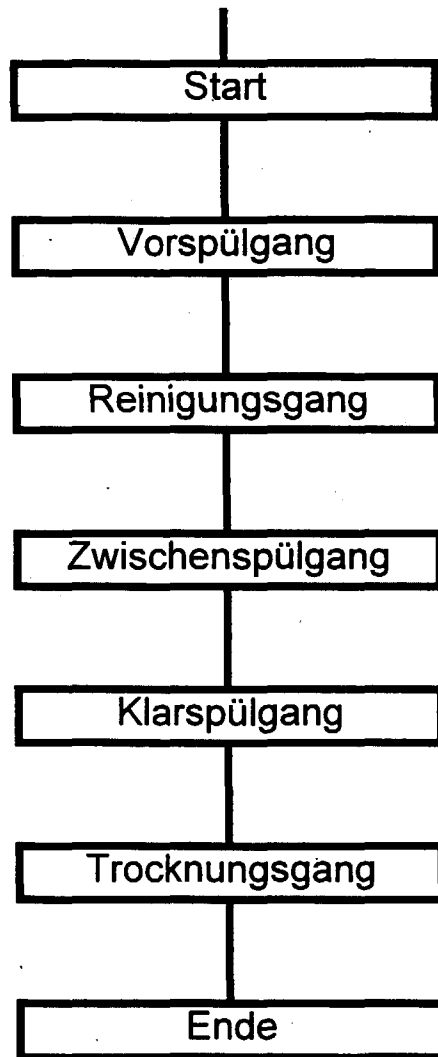 Start
Vorspülgang
Reinigungsgang
Zwischenspülgang
Klarspülgang
Trocknungsgang
Ende